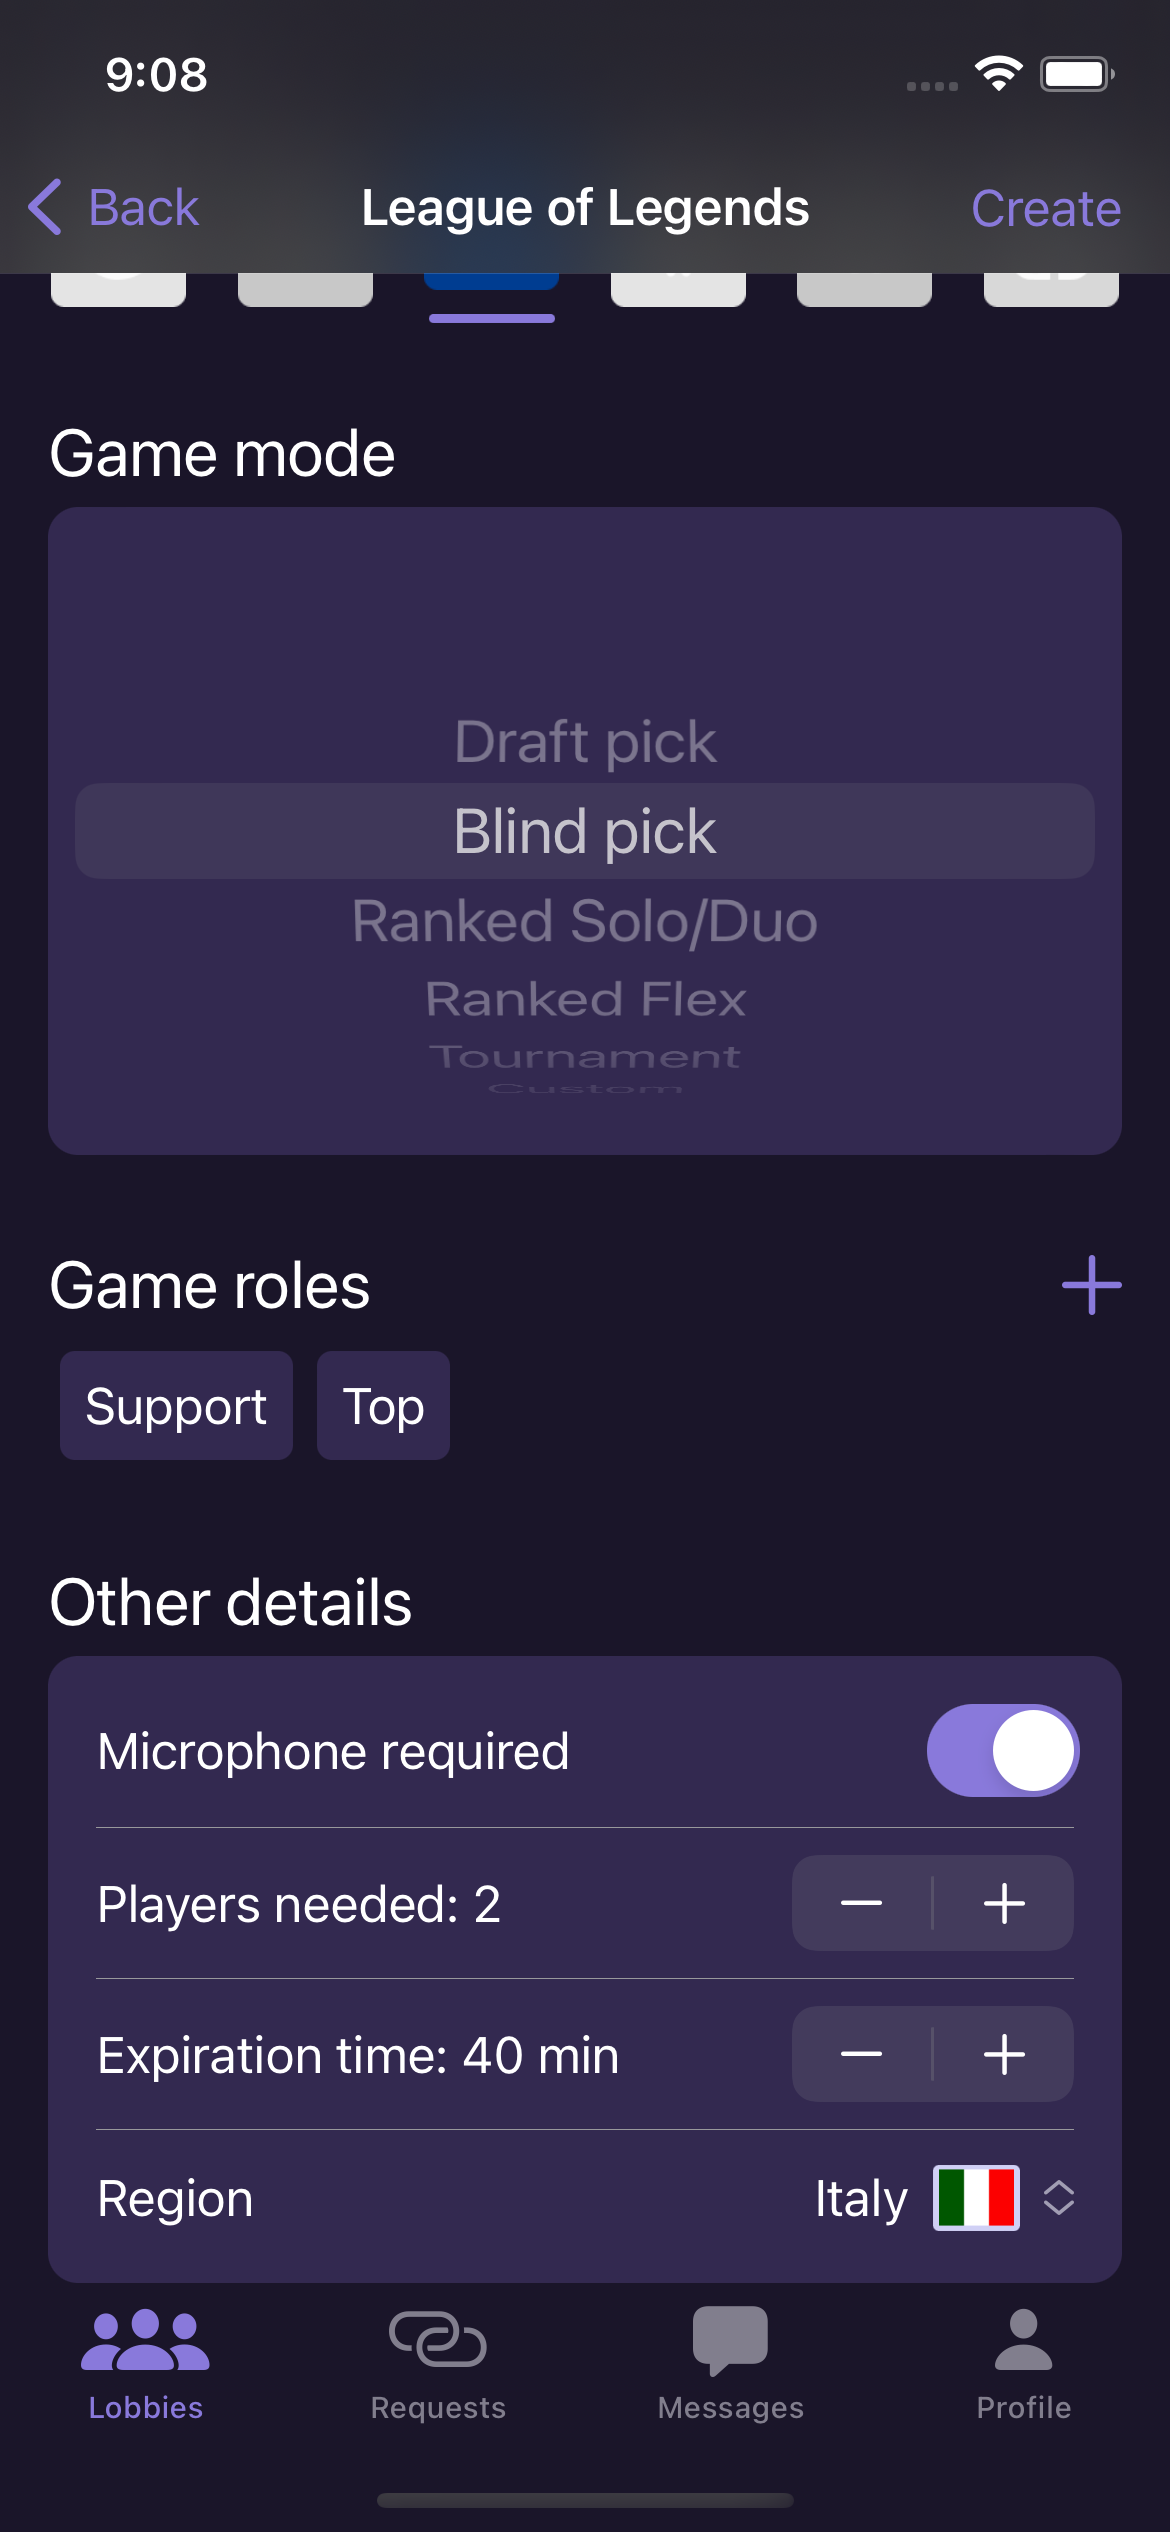 9:08
Back
League of Legends
Create
Game mode
Draft pick
Blind pick
Ranked Solo/Duo
Ranked Flex
Tournament
Custom
Game roles
Support
Top
Other details
Microphone required
Players needed: 2
Expiration time: 40 min
Region
Italy
Lobbies
Requests
Messages
Profile